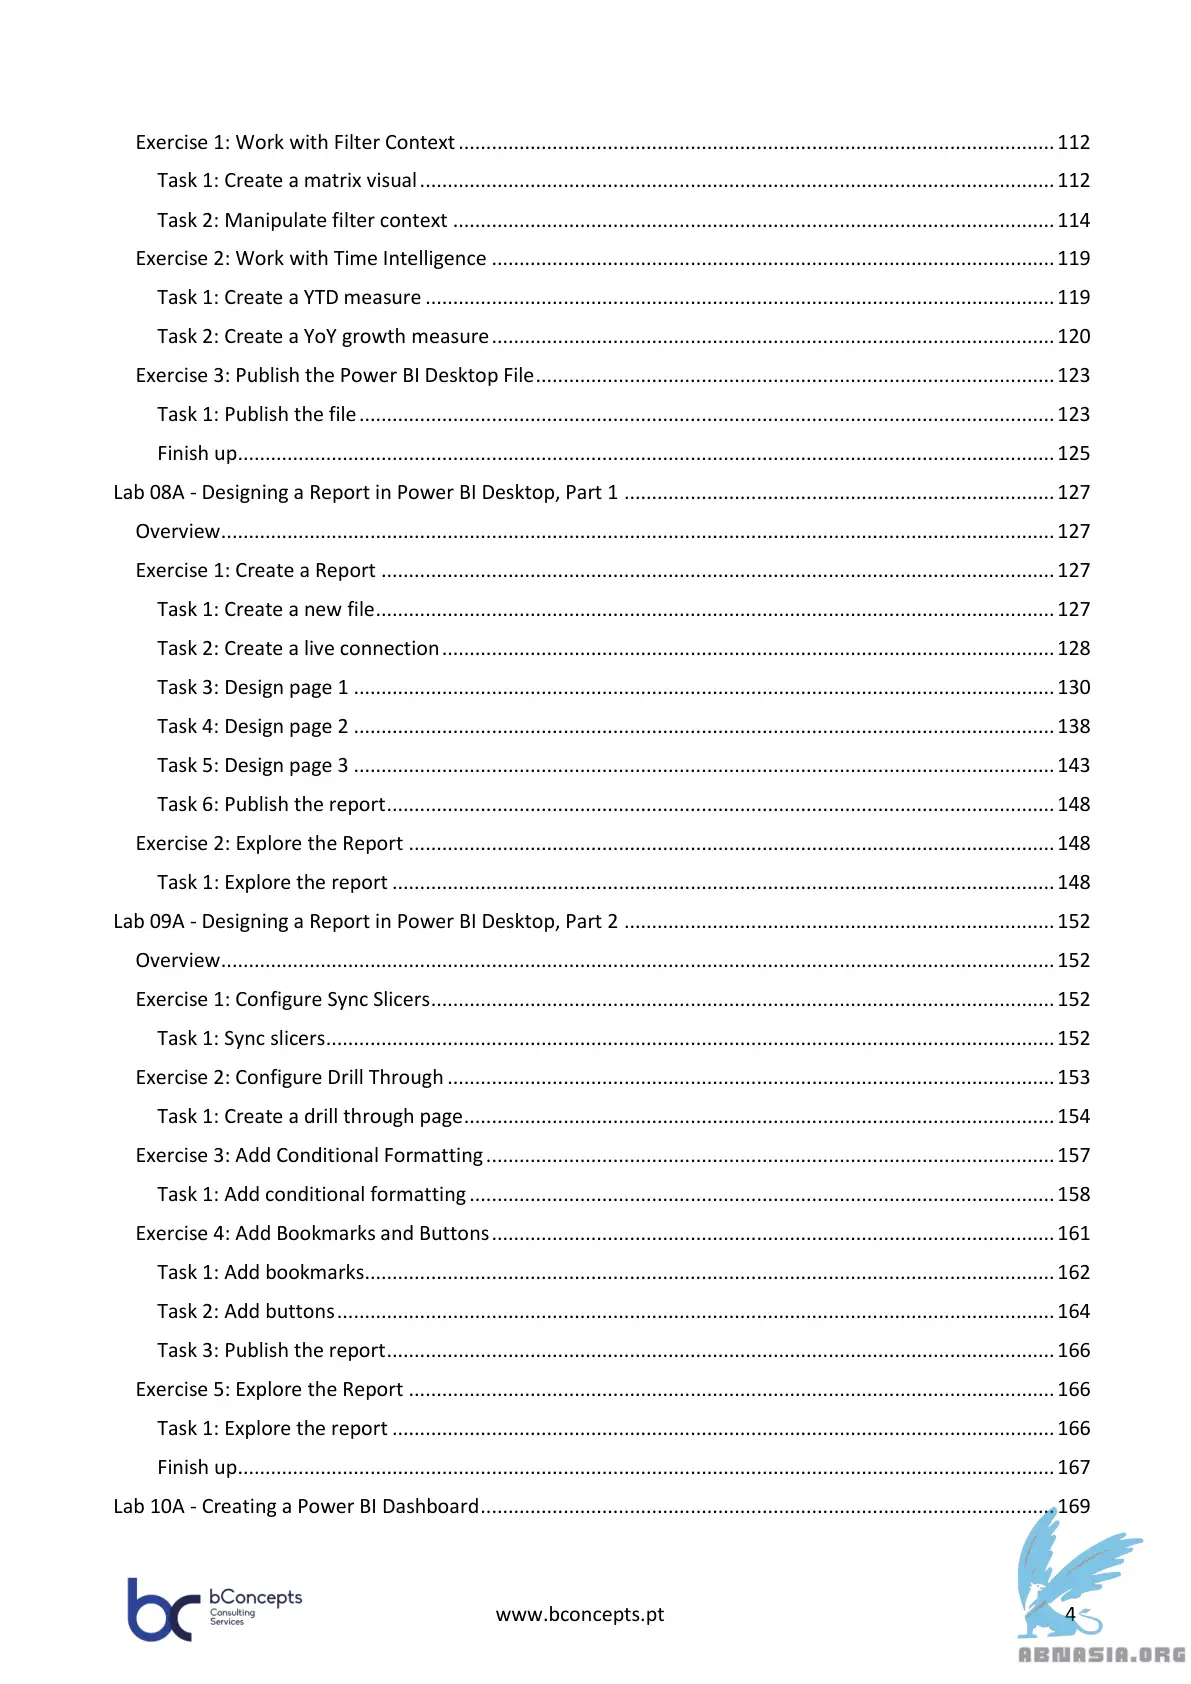 Exercise 1: Work with Filter Context ........ 112
Task 1: Create a matrix visual ........ 112
Task 2: Manipulate filter context ........ 114
Exercise 2: Work with Time Intelligence ........ 119
Task 1: Create a YTD measure ........ 119
Task 2: Create a YoY growth measure ........ 120
Exercise 3: Publish the Power BI Desktop File ........ 123
Task 1: Publish the file ........ 123
Finish up ........ 125
Lab 08A - Designing a Report in Power BI Desktop, Part 1 ........ 127
Overview ........ 127
Exercise 1: Create a Report ........ 127
Task 1: Create a new file ........ 127
Task 2: Create a live connection ........ 128
Task 3: Design page 1 ........ 130
Task 4: Design page 2 ........ 138
Task 5: Design page 3 ........ 143
Task 6: Publish the report ........ 148
Exercise 2: Explore the Report ........ 148
Task 1: Explore the report ........ 148
Lab 09A - Designing a Report in Power BI Desktop, Part 2 ........ 152
Overview ........ 152
Exercise 1: Configure Sync Slicers ........ 152
Task 1: Sync slicers ........ 152
Exercise 2: Configure Drill Through ........ 153
Task 1: Create a drill through page ........ 154
Exercise 3: Add Conditional Formatting ........ 157
Task 1: Add conditional formatting ........ 158
Exercise 4: Add Bookmarks and Buttons ........ 161
Task 1: Add bookmarks ........ 162
Task 2: Add buttons ........ 164
Task 3: Publish the report ........ 166
Exercise 5: Explore the Report ........ 166
Task 1: Explore the report ........ 166
Finish up ........ 167
Lab 10A - Creating a Power BI Dashboard ........ 169
bc bConcepts
Consulting
Services
www.bconcepts.pt
4
ABNASIA.ORG